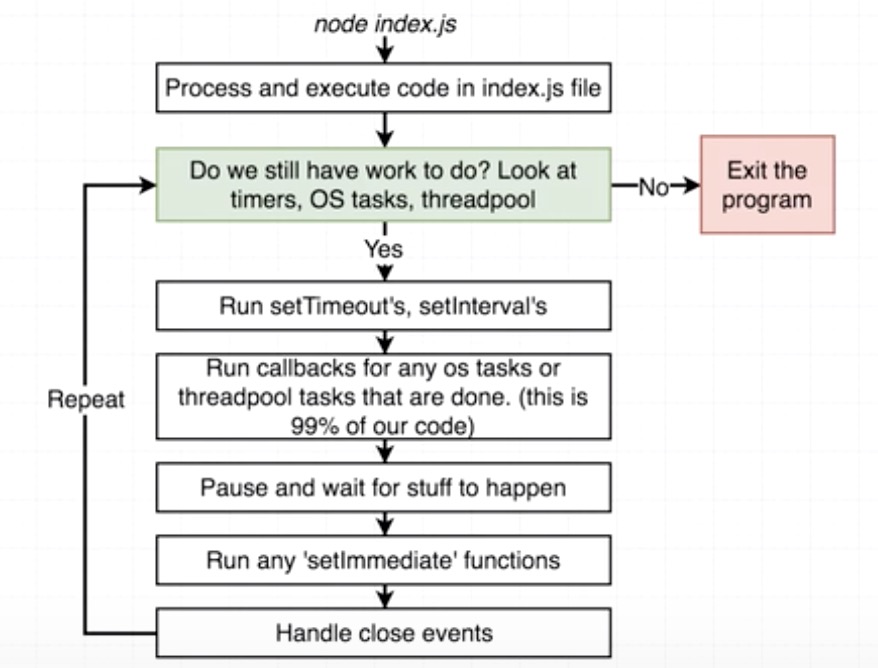 node index.js
Process and execute code in index.js file
Do we still have work to do? Look at
timers, OS tasks, threadpool
No
Exit the
program
Yes
Run setTimeout's, setInterval's
Run callbacks for any os tasks or
threadpool tasks that are done. (this is
99% of our code)
Repeat
Pause and wait for stuff to happen
Run any 'setImmediate' functions
Handle close events